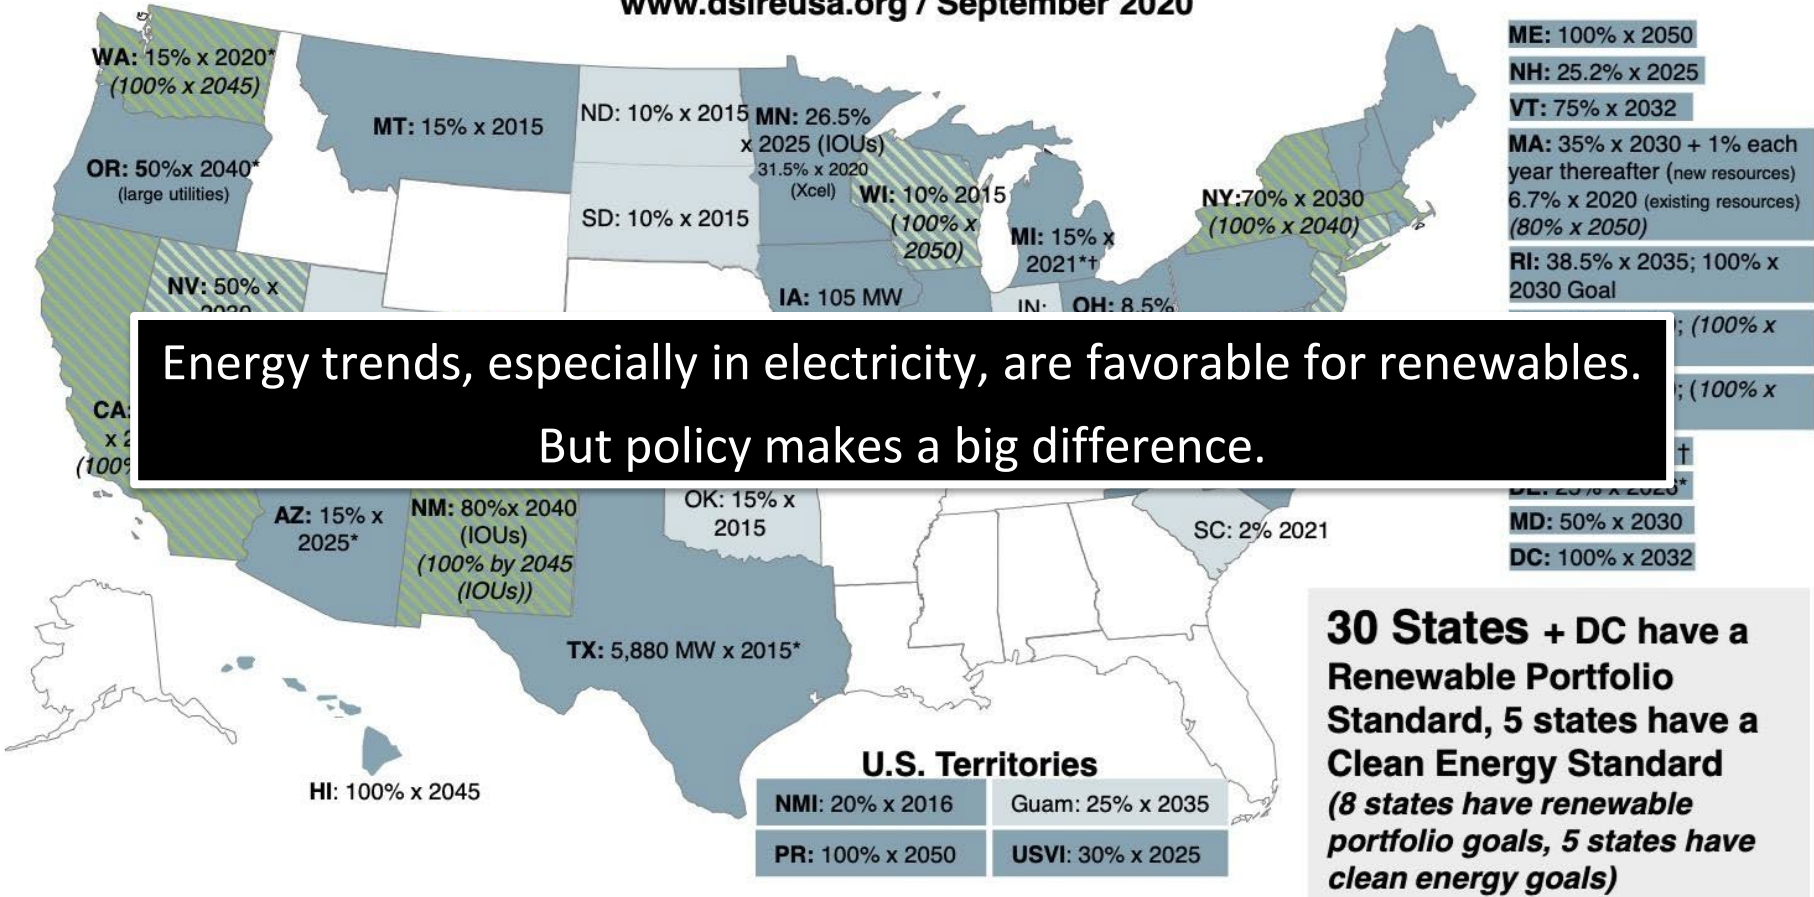 www.dsireusa.org / September 2020
WA: 15% x 2020*
(100% x 2045)
OR: 50%x 2040*
(large utilities)
MT: 15% x 2015
ND: 10% x 2015
SD: 10% x 2015
MN: 26.5%
x 2025 (IOUs)
31.5% x 2020
(Xcel)
WI: 10% 2015
(100% x
2050)
MI: 15% x
2021*†
NY:70% x 2030
(100% x 2040)
NV: 50% x
2030
IA: 105 MW
IN:
OH: 8.5%
ME: 100% x 2050
NH: 25.2% x 2025
VT: 75% x 2032
MA: 35% x 2030 + 1% each
year thereafter (new resources)
6.7% x 2020 (existing resources)
(80% x 2050)
RI: 38.5% x 2035; 100% x
2030 Goal
; (100% x
; (100% x
†
DE: 25% x 2026*
MD: 50% x 2030
DC: 100% x 2032
Energy trends, especially in electricity, are favorable for renewables.
But policy makes a big difference.
CA:
x 2
(100%
AZ: 15% x
2025*
NM: 80%x 2040
(IOUs)
(100% by 2045
(IOUs))
OK: 15% x
2015
SC: 2% 2021
TX: 5,880 MW x 2015*
HI: 100% x 2045
U.S. Territories
NMI: 20% x 2016
Guam: 25% x 2035
PR: 100% x 2050
USVI: 30% x 2025
30 States + DC have a
Renewable Portfolio
Standard, 5 states have a
Clean Energy Standard
(8 states have renewable
portfolio goals, 5 states have
clean energy goals)